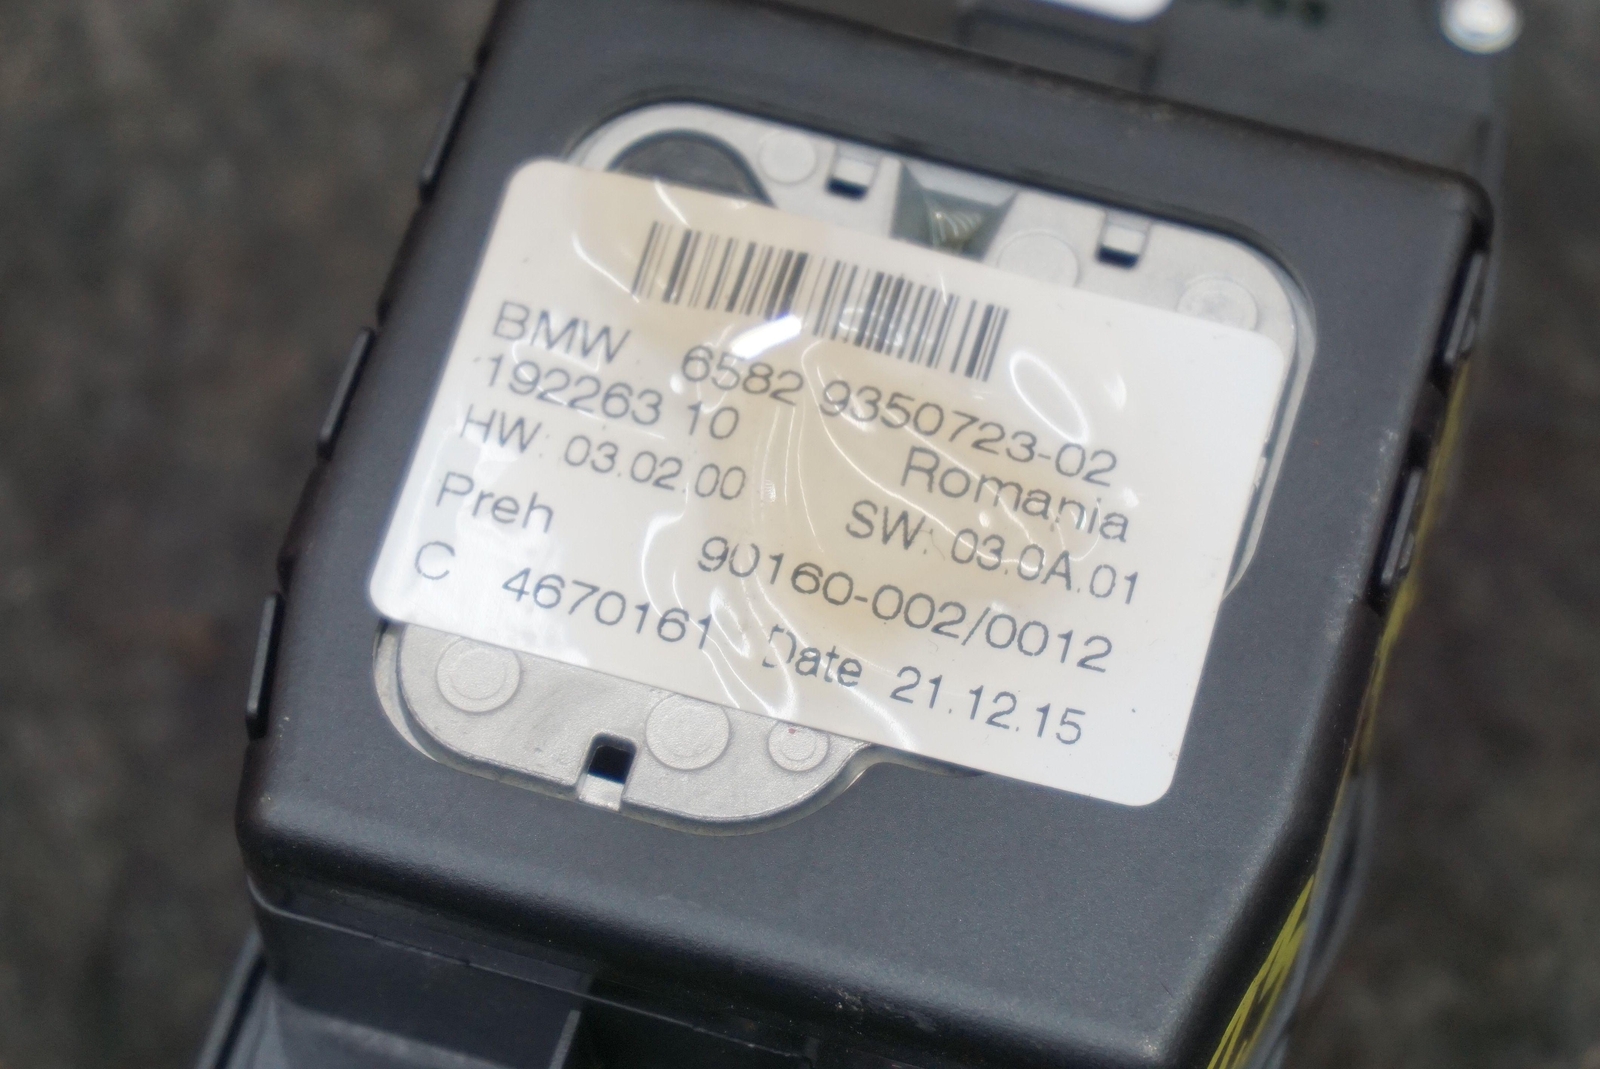 BMW 6582 9350723-02
192263 10 Romania
HW: 03.02.00 SW: 03.0A.01
Preh 90160-002/0012
C 4670161 Date 21.12.15